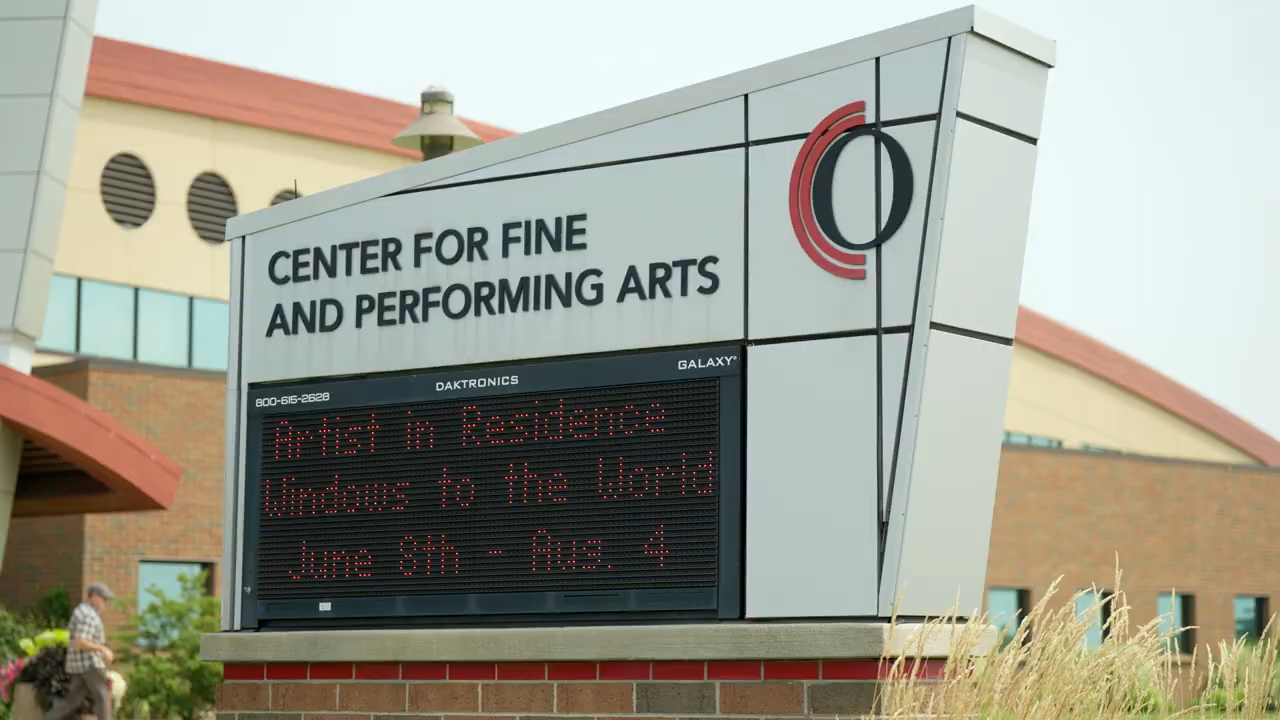 CENTER FOR FINE
AND PERFORMING ARTS
O
800-615-2628
DAKTRONICS
GALAXY®
Artist in Residence
Windows to the World
June 8th - Aug. 4